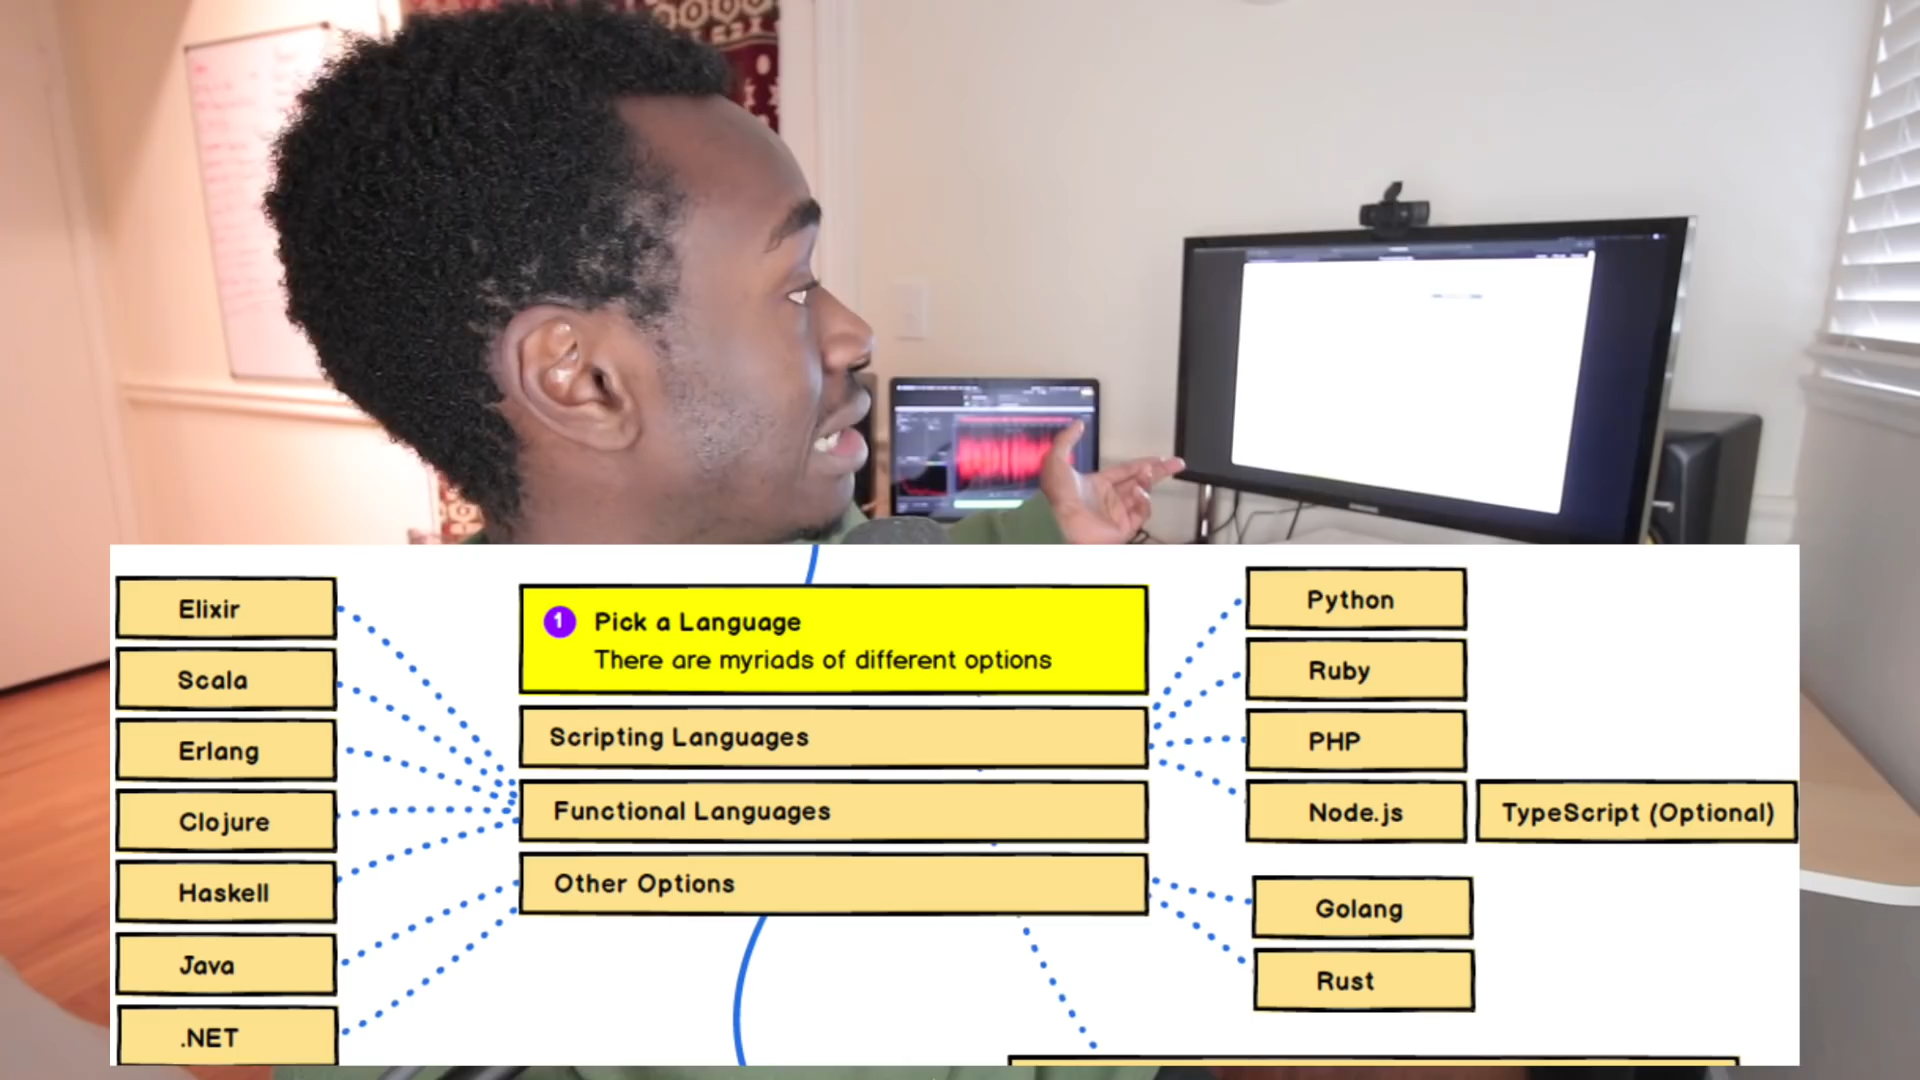 1 Pick a Language
There are myriads of different options
Scripting Languages
Functional Languages
Other Options
Elixir
Scala
Erlang
Clojure
Haskell
Java
.NET
Python
Ruby
PHP
Node.js
TypeScript (Optional)
Golang
Rust